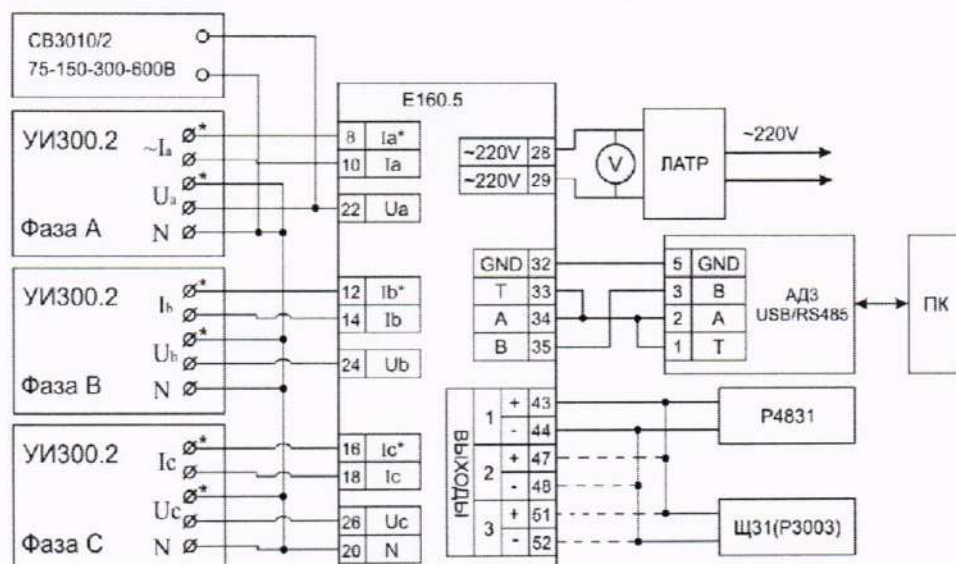 СВ3010/2
75-150-300-600В
УИ300.2
~Ia
*
Ua
*
Фаза А
N
УИ300.2
Ib
*
Ub
*
Фаза В
N
УИ300.2
Ic
*
Uc
*
Фаза С
N
E160.5
8 Ia*
10 Ia
22 Ua
12 Ib*
14 Ib
24 Ub
16 Ic*
18 Ic
26 Uc
20 N
~220V 28
~220V 29
V
ЛАТР
~220V
GND 32
T 33
A 34
B 35
5 GND
3 B
2 A
1 T
АДЗ
USB/RS485
ПК
ВЫХОДЫ
1 + 43
- 44
2 + 47
- 48
3 + 51
- 52
Р4831
Щ31(Р3003)